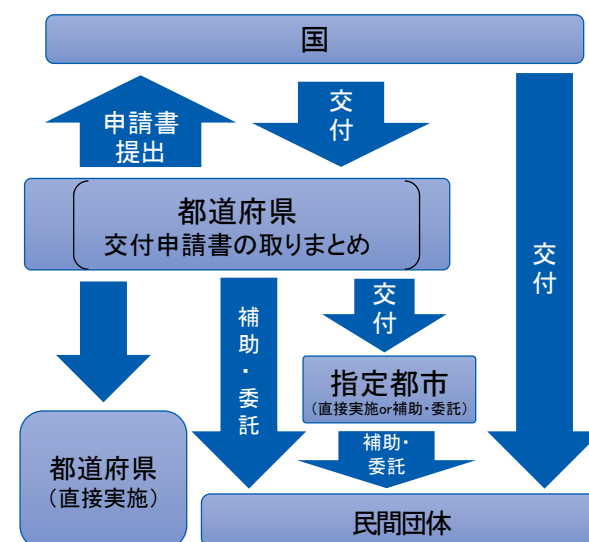 国
申請書
提出
交
付
都道府県
交付申請書の取りまとめ
交
付
補
助
・
委
託
交
付
指定都市
（直接実施or補助・委託）
補助・
委託
都道府県
（直接実施）
民間団体